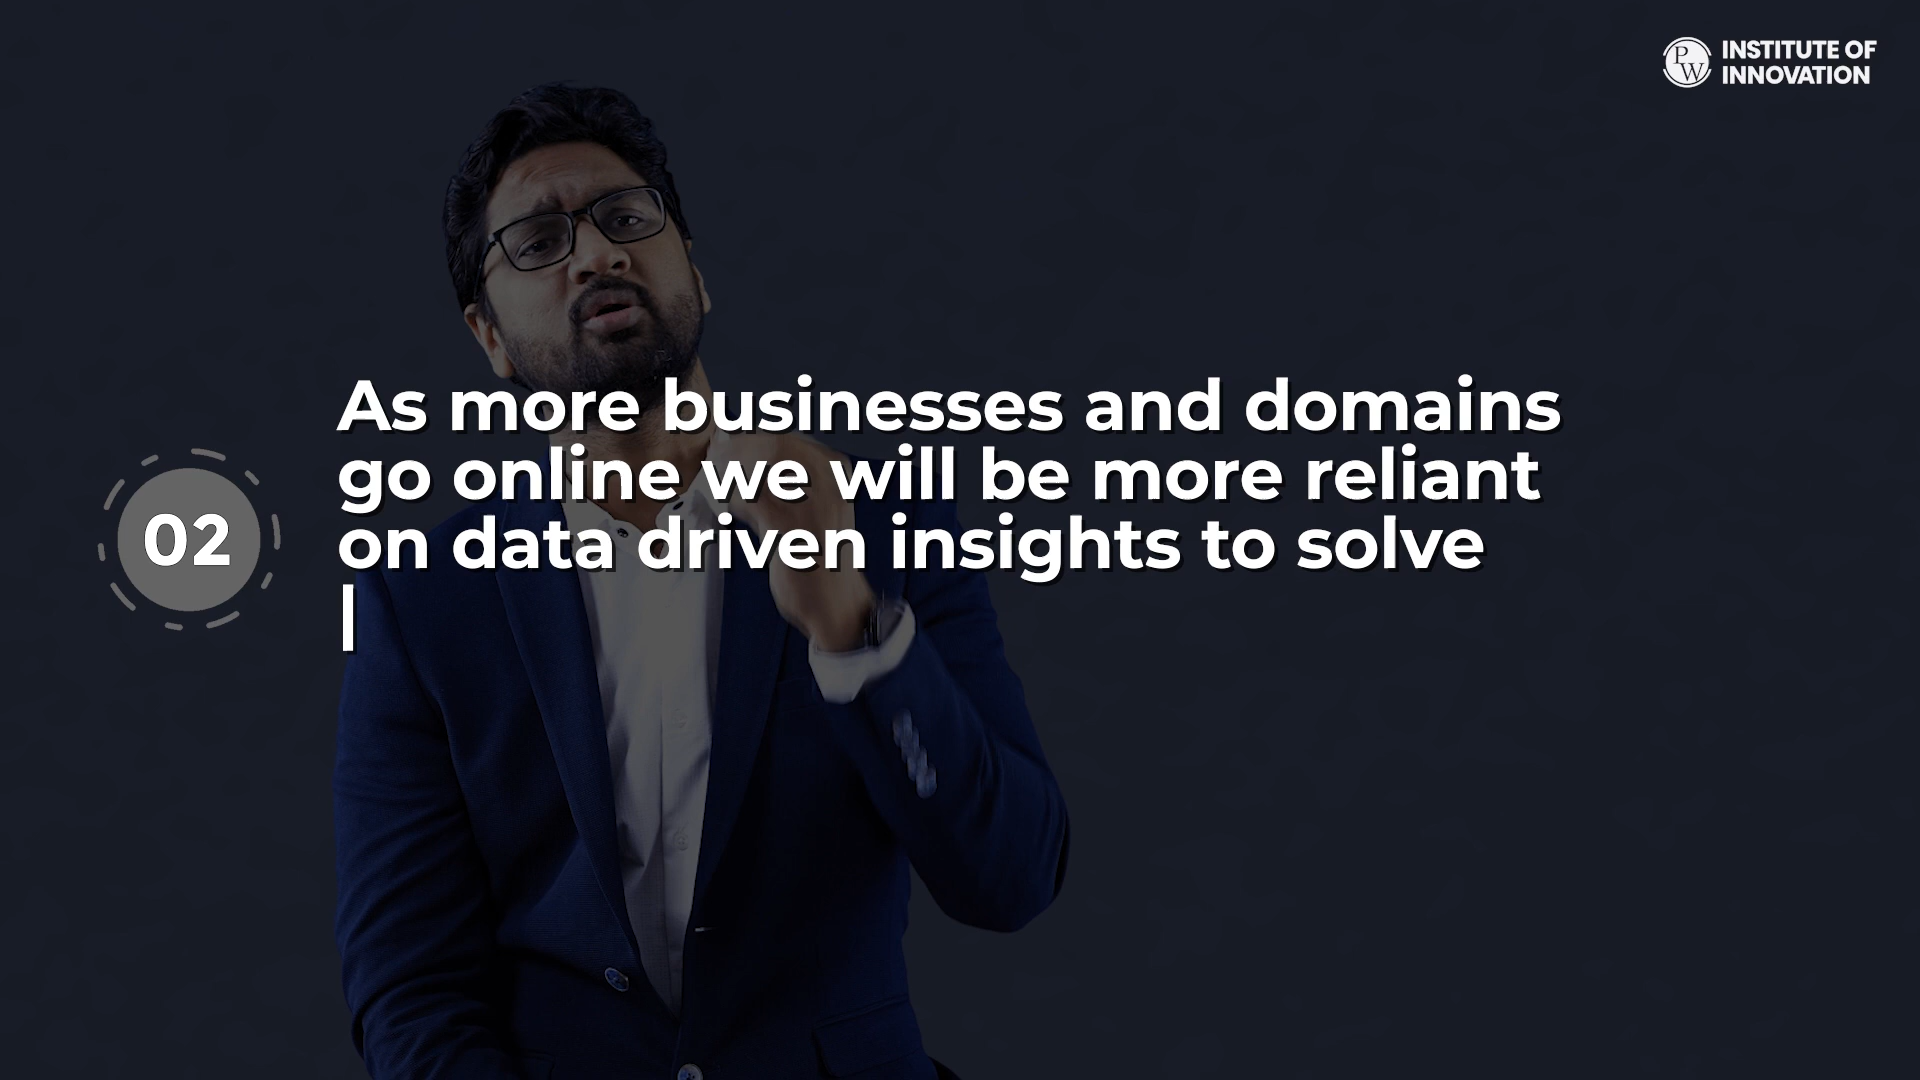 PW
INSTITUTE OF
INNOVATION
As more businesses and domains
go online we will be more reliant
on data driven insights to solve
02